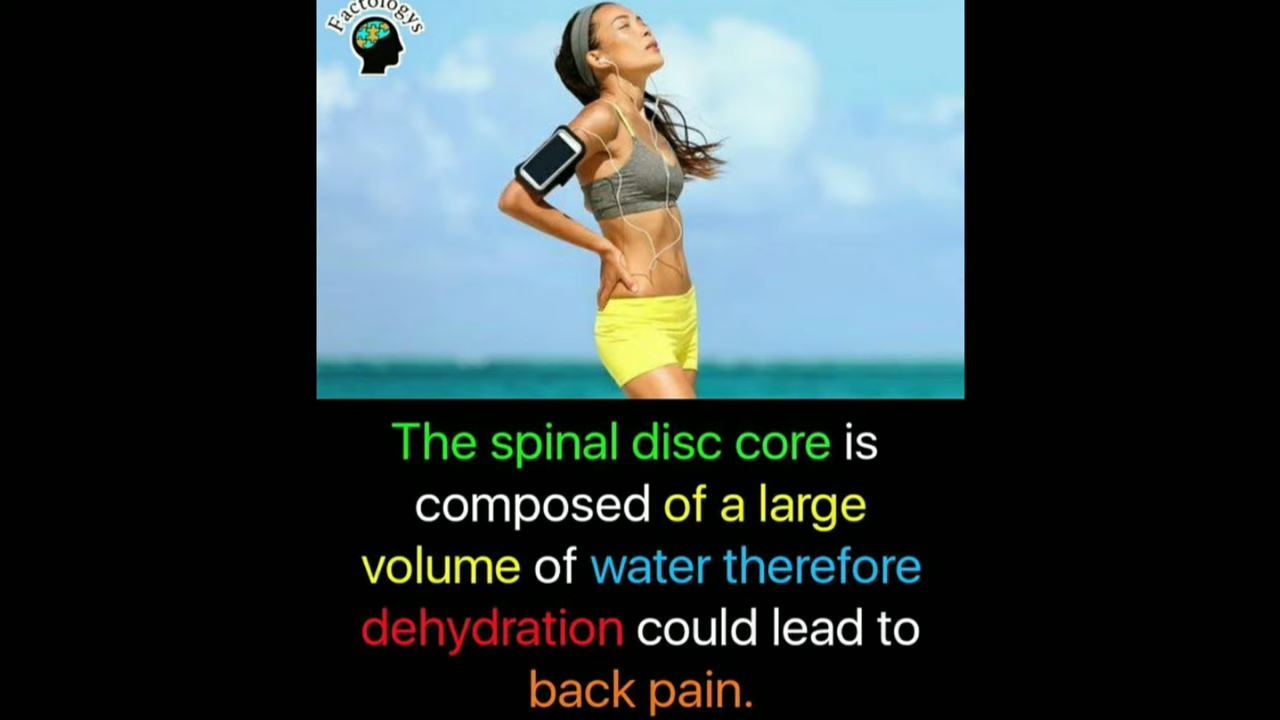 Factologys
The spinal disc core is
composed of a large
volume of water therefore
dehydration could lead to
back pain.